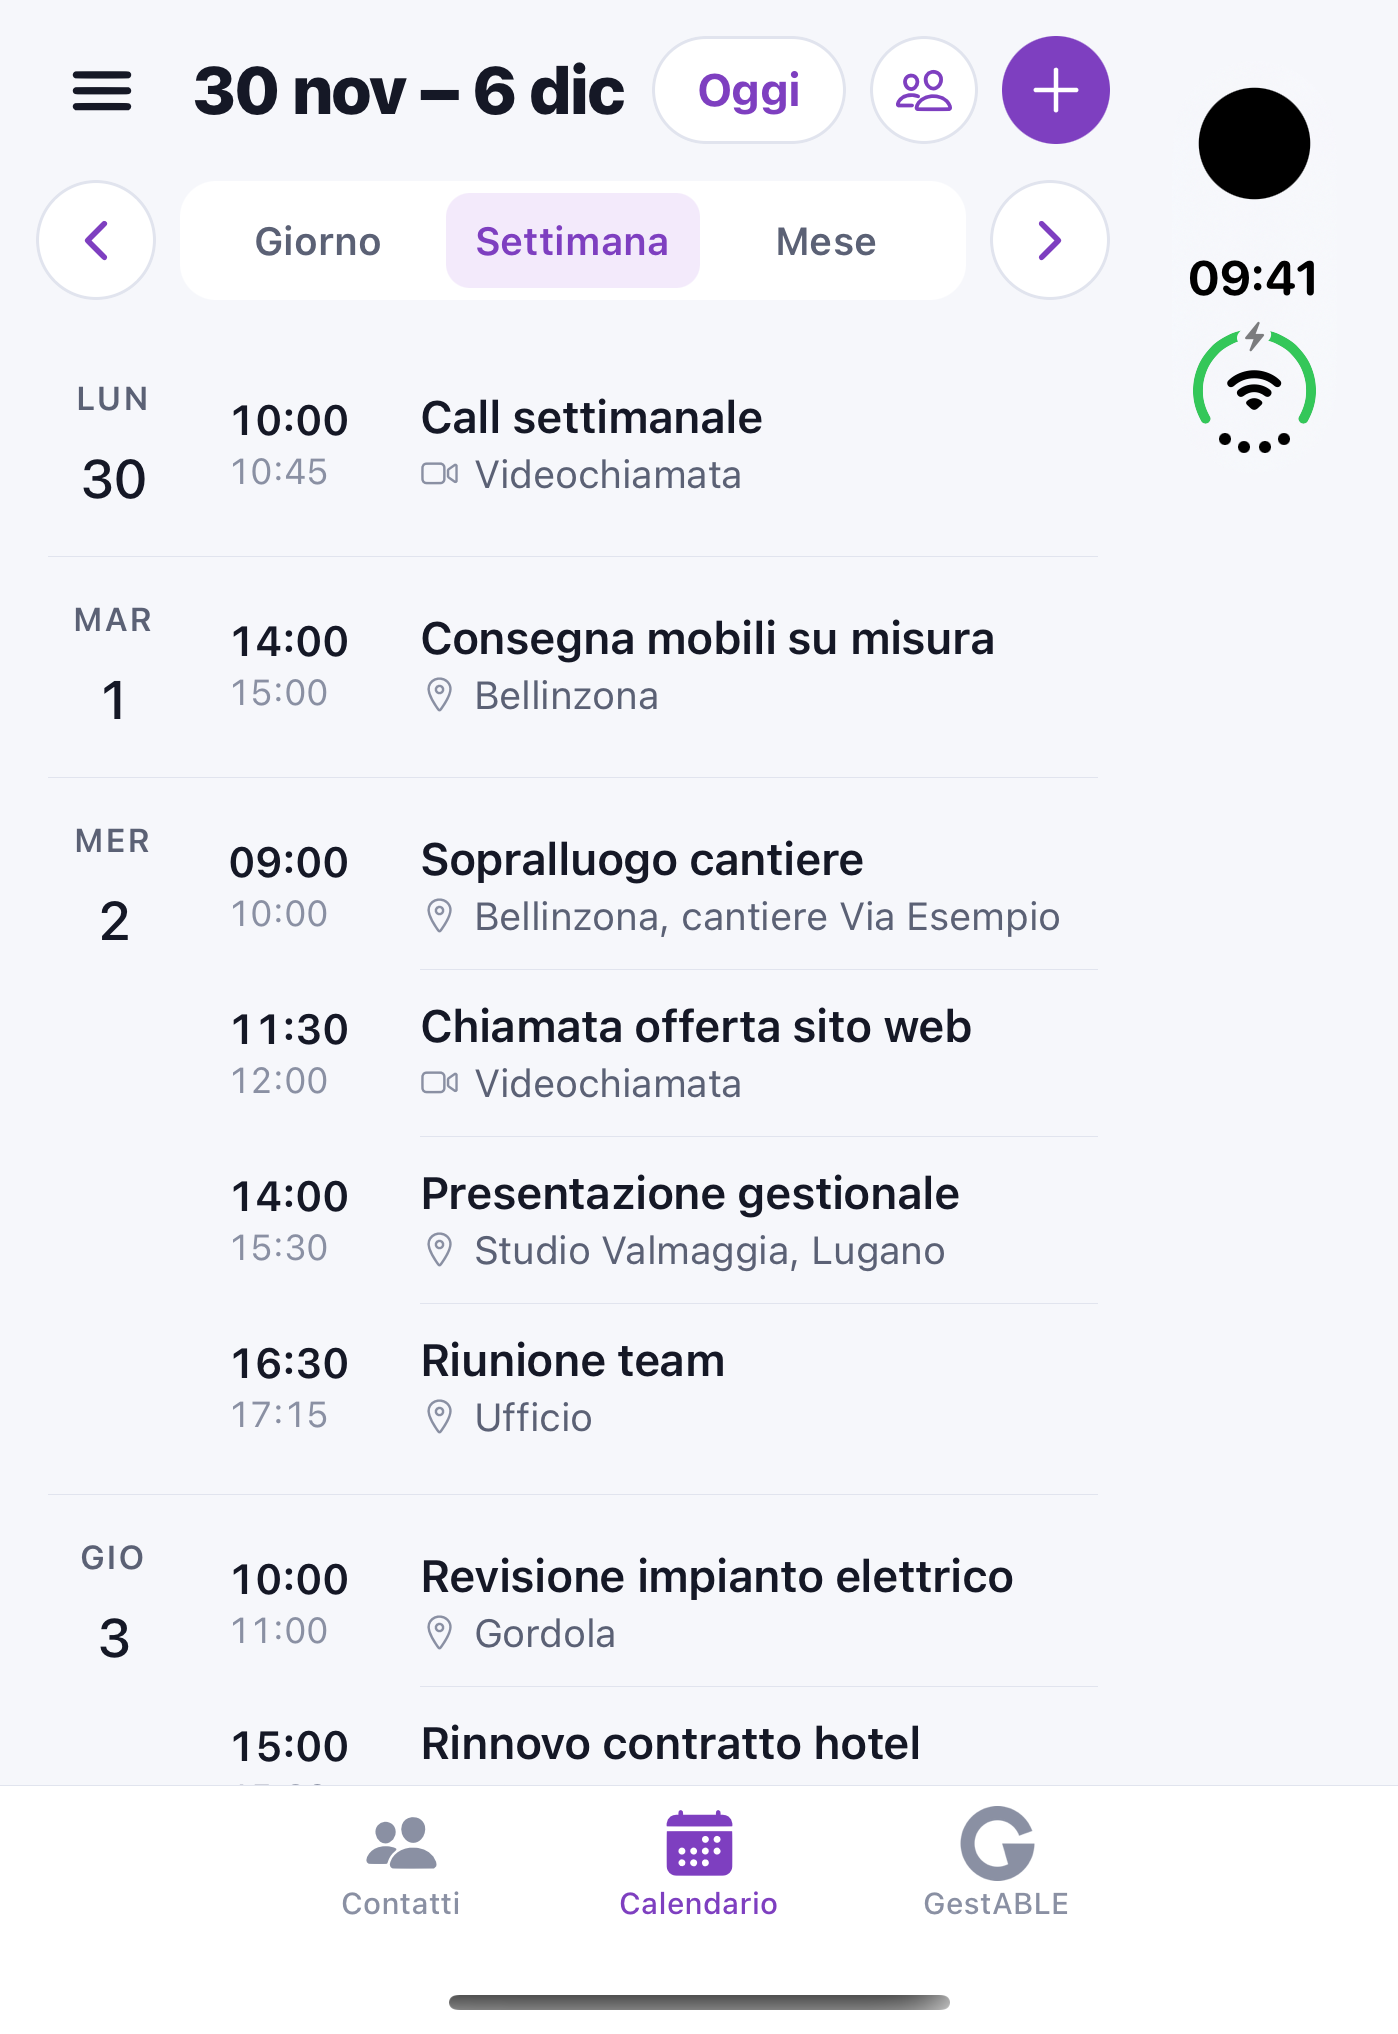 30 nov – 6 dic
Oggi
09:41
Giorno
Settimana
Mese
LUN
30
10:00
10:45
Call settimanale
Videochiamata
MAR
1
14:00
15:00
Consegna mobili su misura
Bellinzona
MER
2
09:00
10:00
Sopralluogo cantiere
Bellinzona, cantiere Via Esempio
11:30
12:00
Chiamata offerta sito web
Videochiamata
14:00
15:30
Presentazione gestionale
Studio Valmaggia, Lugano
16:30
17:15
Riunione team
Ufficio
GIO
3
10:00
11:00
Revisione impianto elettrico
Gordola
15:00
Rinnovo contratto hotel
Contatti
Calendario
GestABLE